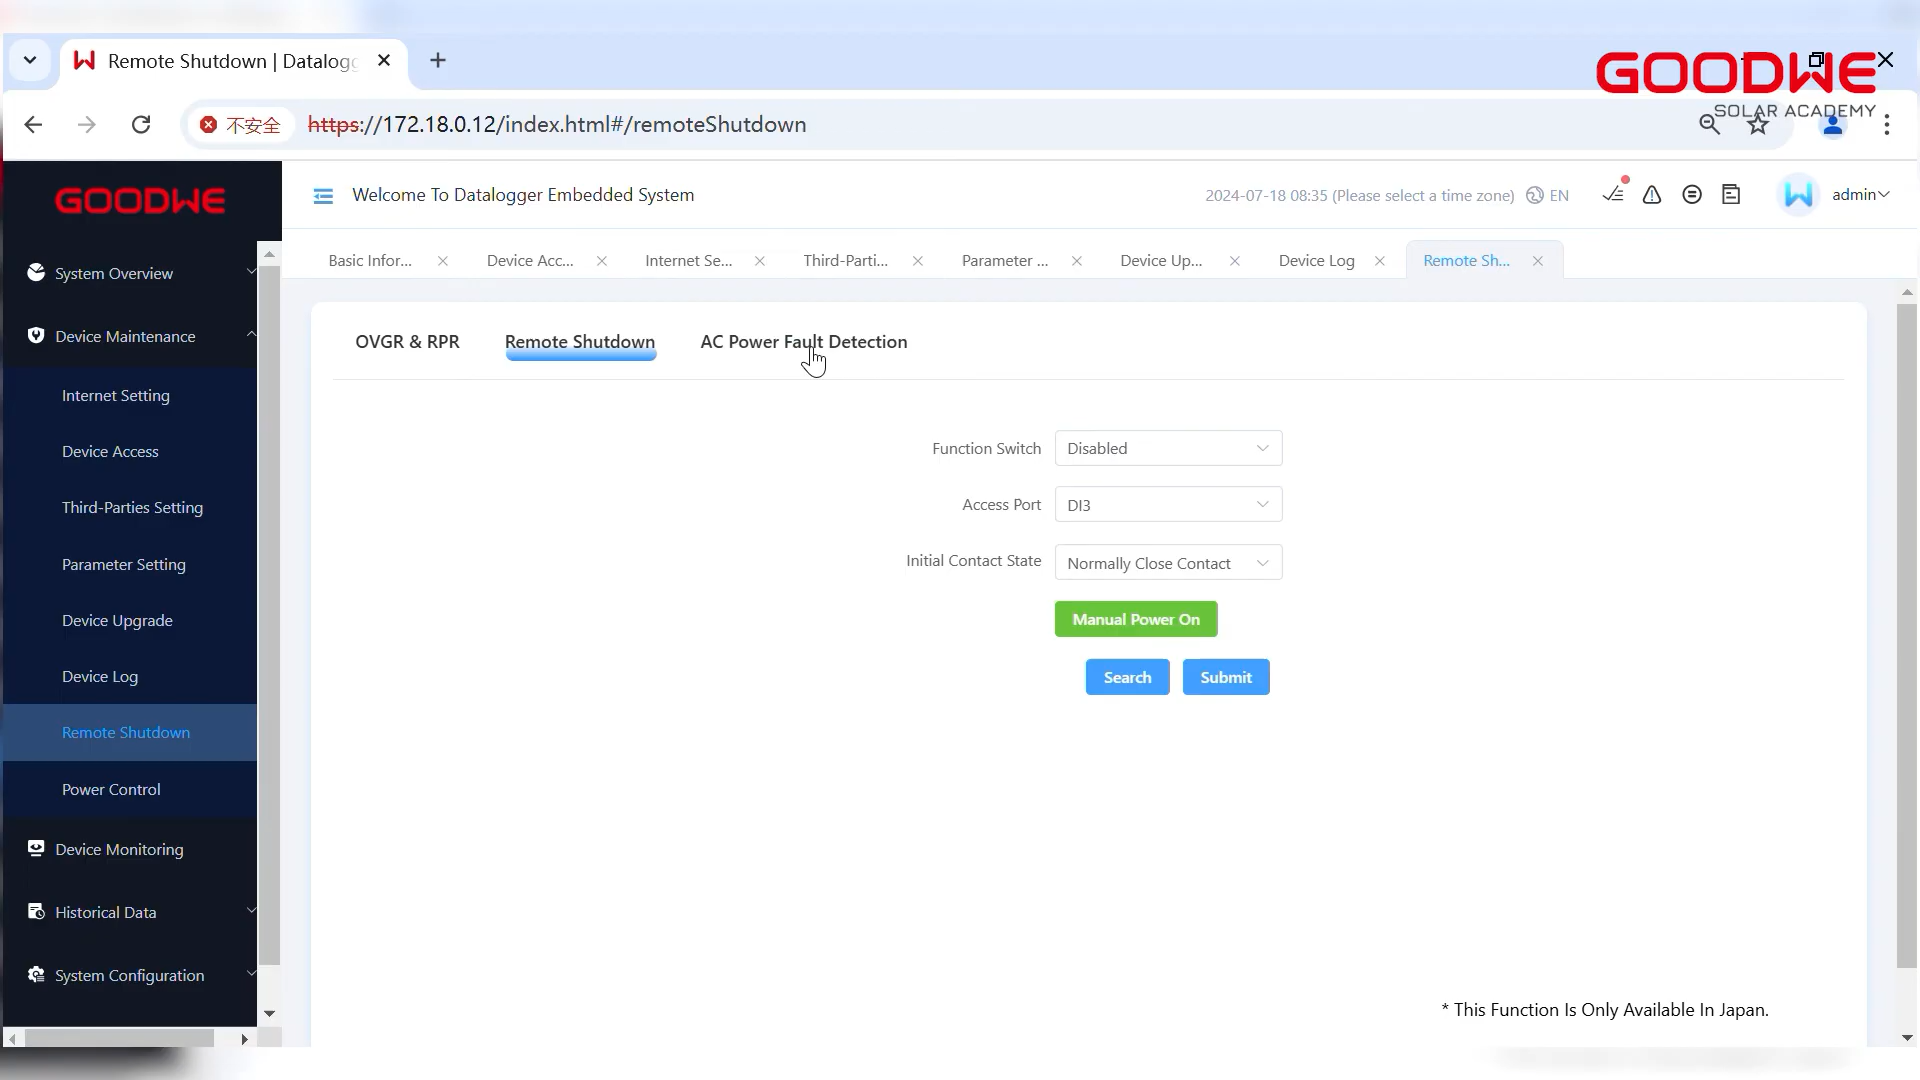 Remote Shutdown | Datalogg
GOODWE
SOLAR ACADEMY
不安全 https://172.18.0.12/index.html#/remoteShutdown
GOODWE
Welcome To Datalogger Embedded System
2024-07-18 08:35 (Please select a time zone) EN
admin
Basic Infor...
Device Acc...
Internet Se...
Third-Parti...
Parameter ...
Device Up...
Device Log
Remote Sh...
System Overview
Device Maintenance
Internet Setting
Device Access
Third-Parties Setting
Parameter Setting
Device Upgrade
Device Log
Remote Shutdown
Power Control
Device Monitoring
Historical Data
System Configuration
OVGR & RPR
Remote Shutdown
AC Power Fault Detection
Function Switch Disabled
Access Port DI3
Initial Contact State Normally Close Contact
Manual Power On
Search Submit
* This Function Is Only Available In Japan.